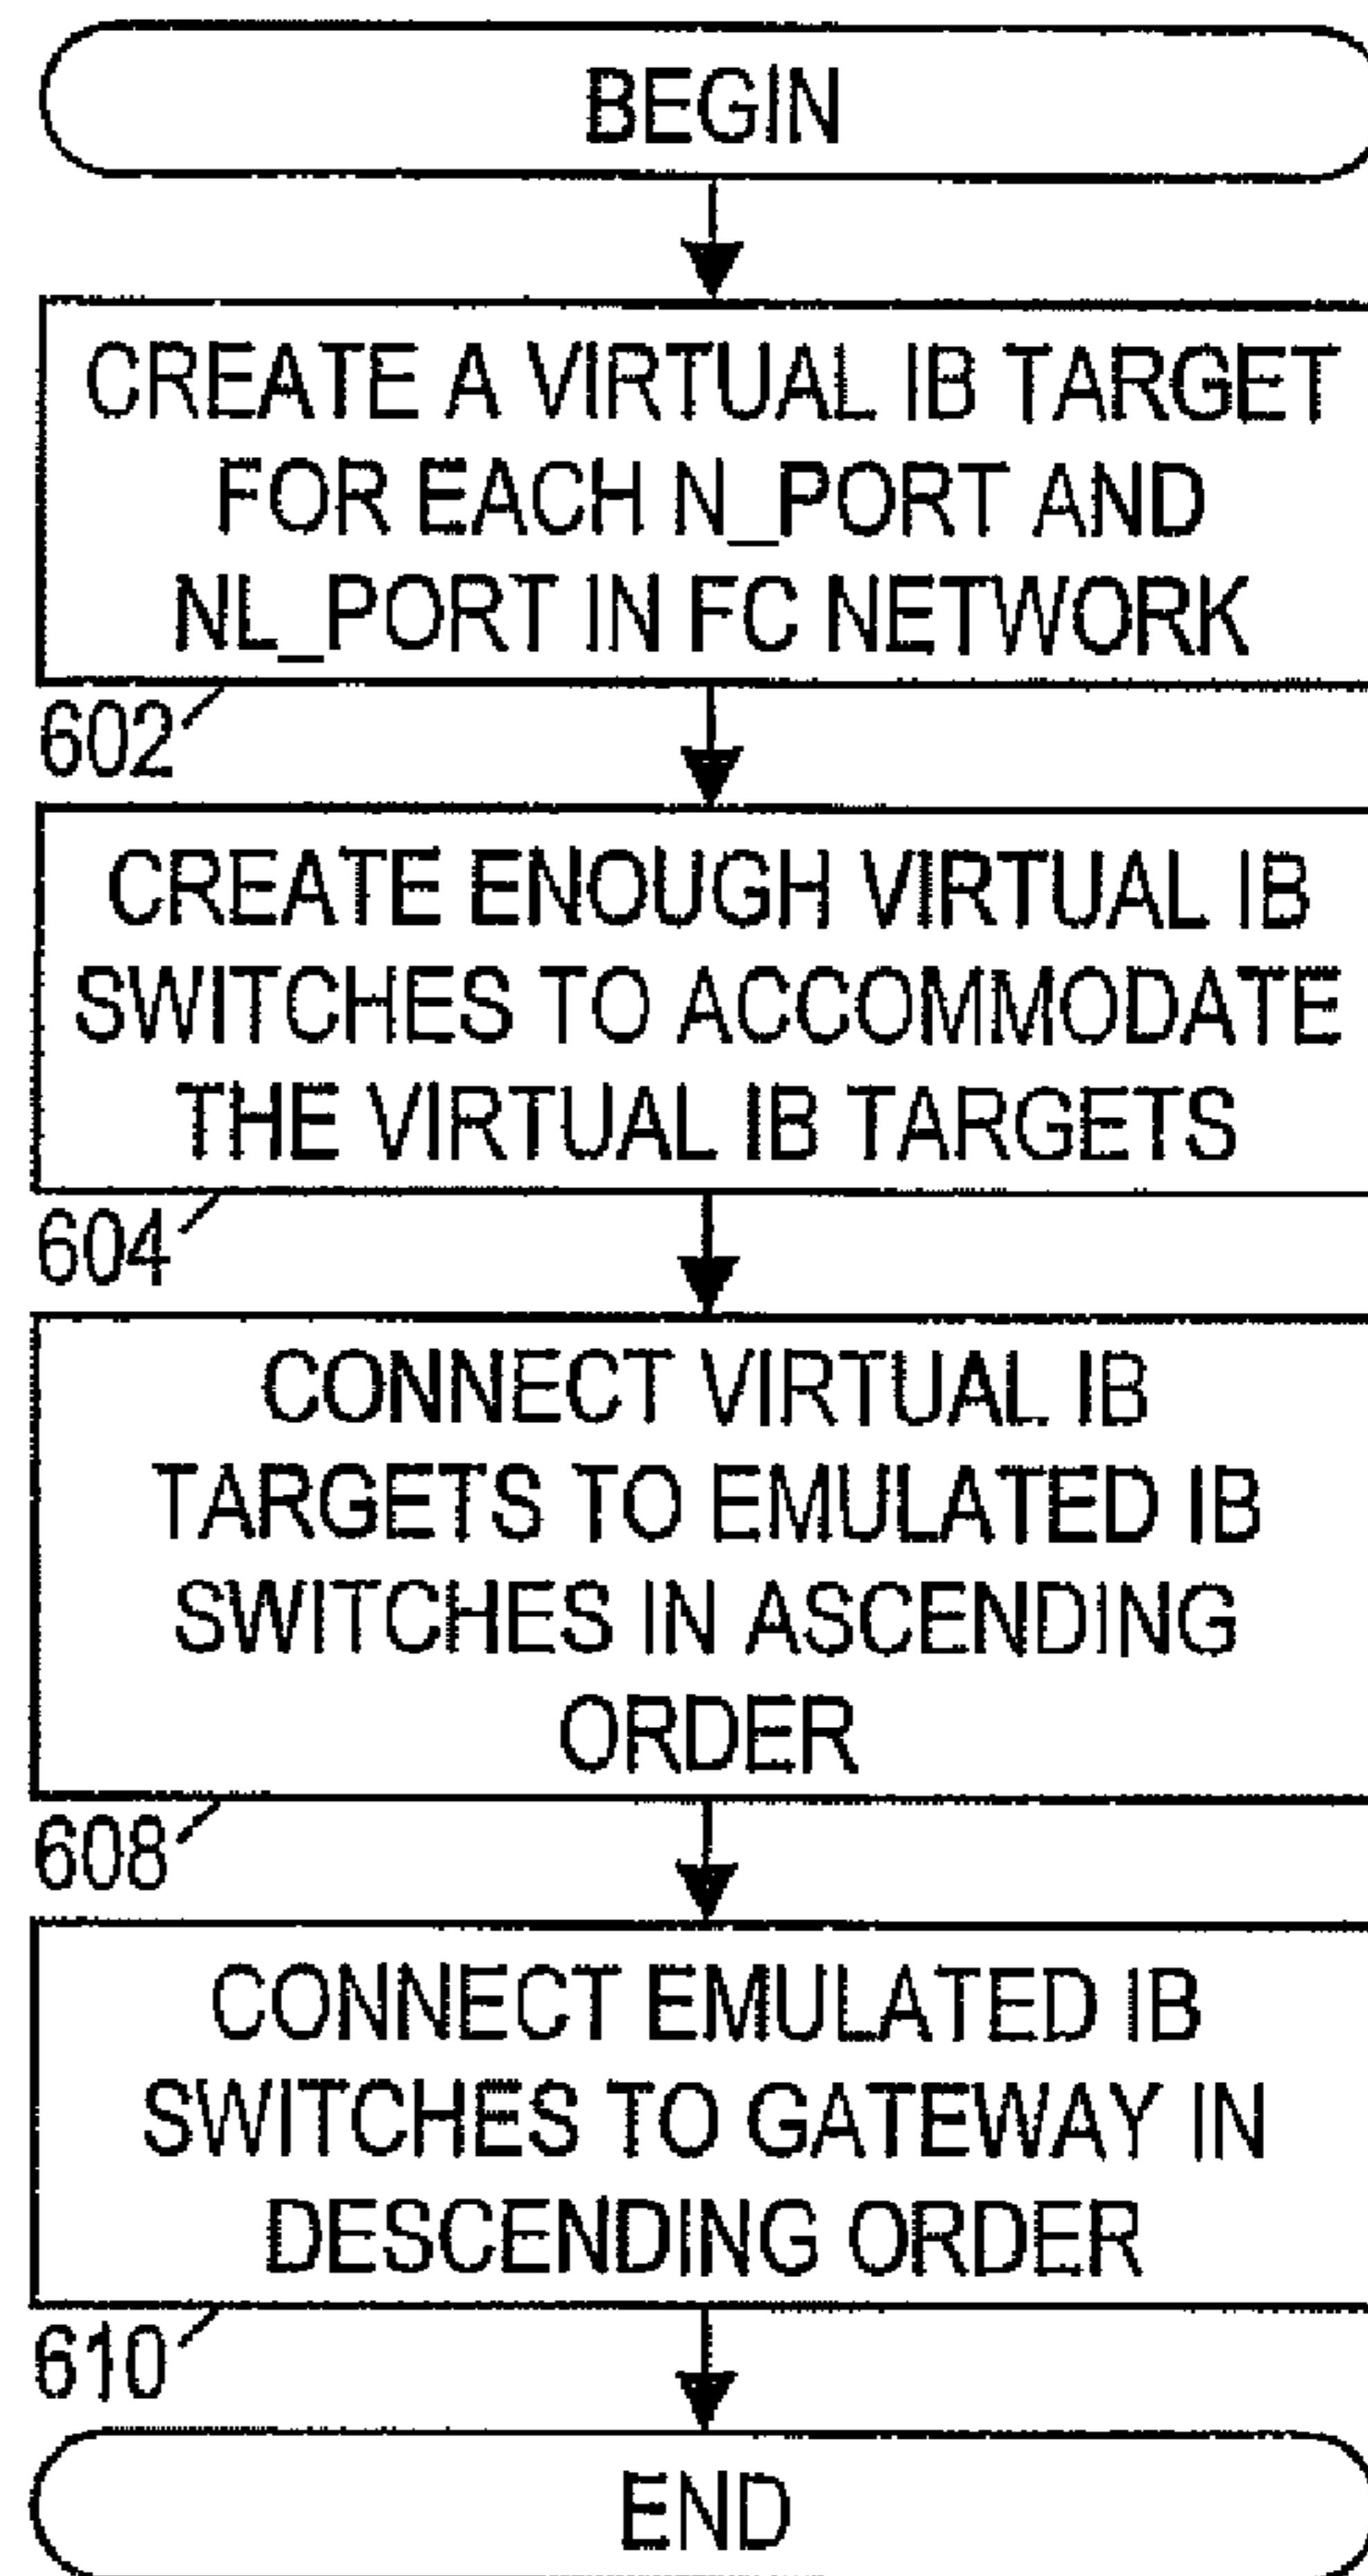 BEGIN
CREATE A VIRTUAL IB TARGET
FOR EACH N_PORT AND
NL_PORT IN FC NETWORK
602
CREATE ENOUGH VIRTUAL IB
SWITCHES TO ACCOMMODATE
THE VIRTUAL IB TARGETS
604
CONNECT VIRTUAL IB
TARGETS TO EMULATED IB
SWITCHES IN ASCENDING
ORDER
608
CONNECT EMULATED IB
SWITCHES TO GATEWAY IN
DESCENDING ORDER
610
END